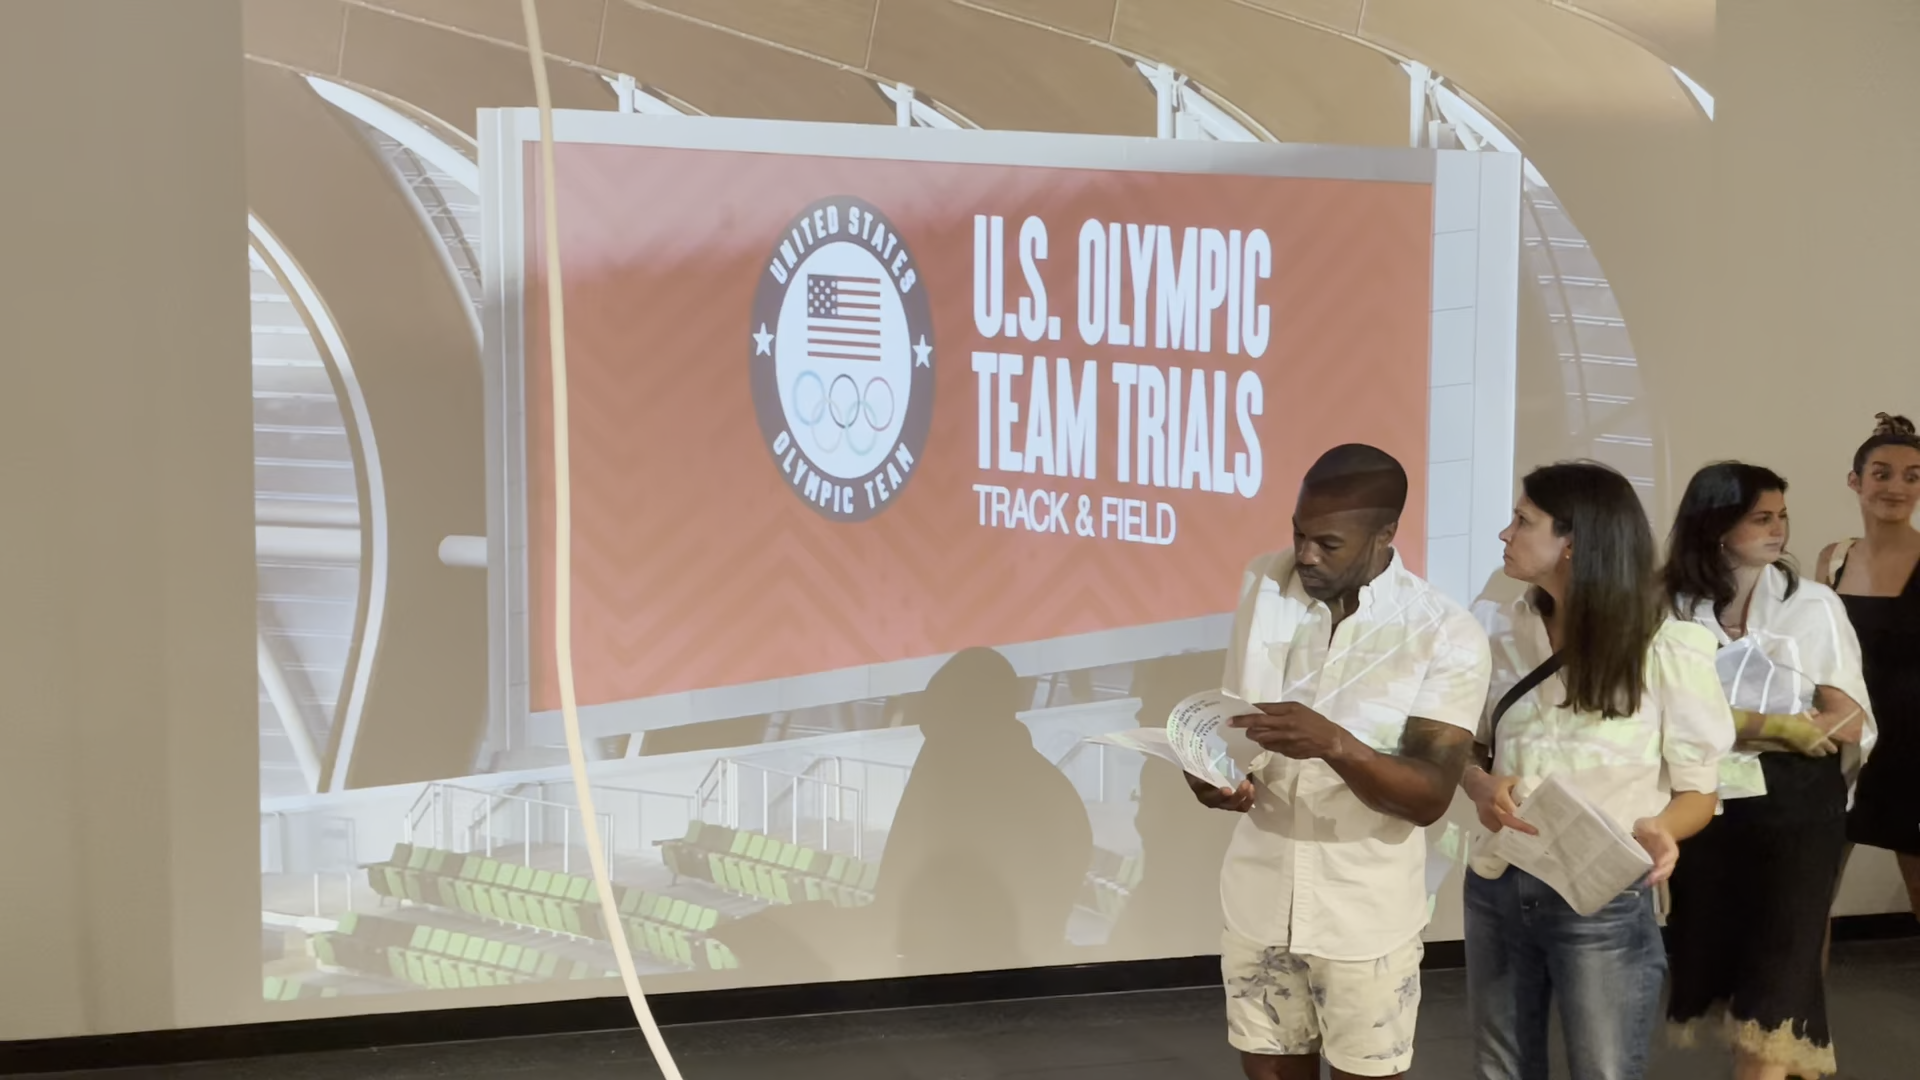 UNITED STATES
OLYMPIC TEAM
U.S. OLYMPIC
TEAM TRIALS
TRACK & FIELD